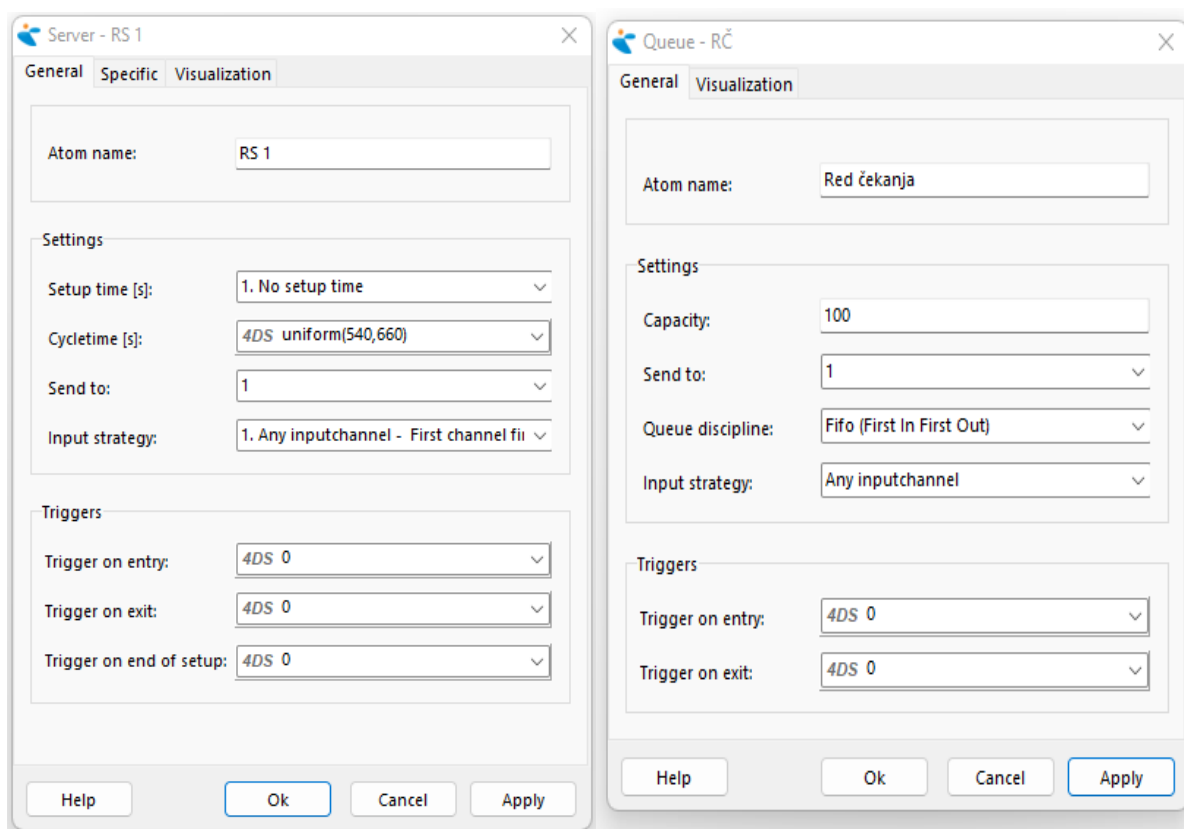 Server - RS 1
General Specific Visualization
Atom name: RS 1
Settings
Setup time [s]: 1. No setup time
Cycletime [s]: 4DS uniform(540,660)
Send to: 1
Input strategy: 1. Any inputchannel - First channel fir
Triggers
Trigger on entry: 4DS 0
Trigger on exit: 4DS 0
Trigger on end of setup: 4DS 0
Help Ok Cancel Apply
Queue - RČ
General Visualization
Atom name: Red čekanja
Settings
Capacity: 100
Send to: 1
Queue discipline: Fifo (First In First Out)
Input strategy: Any inputchannel
Triggers
Trigger on entry: 4DS 0
Trigger on exit: 4DS 0
Help Ok Cancel Apply